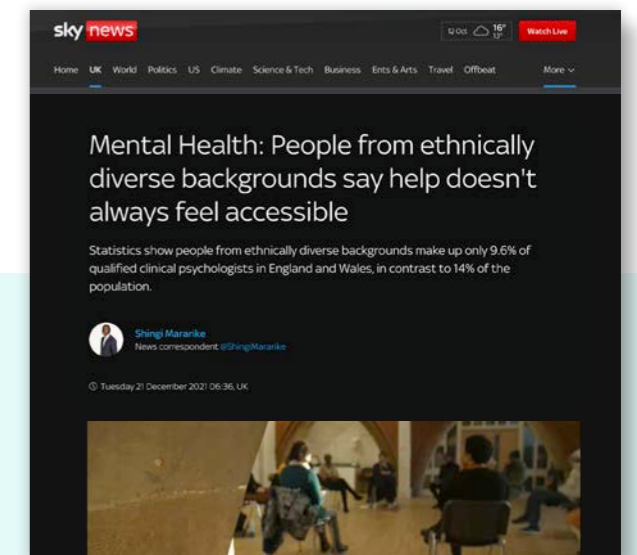 sky news
12 Oct 16°
13°
Watch Live
Home UK World Politics US Climate Science & Tech Business Ents & Arts Travel Offbeat More
Mental Health: People from ethnically
diverse backgrounds say help doesn't
always feel accessible
Statistics show people from ethnically diverse backgrounds make up only 9.6% of
qualified clinical psychologists in England and Wales, in contrast to 14% of the
population.
Shingi Mararike
News correspondent @ShingiMararike
Tuesday 21 December 2021 06:36, UK